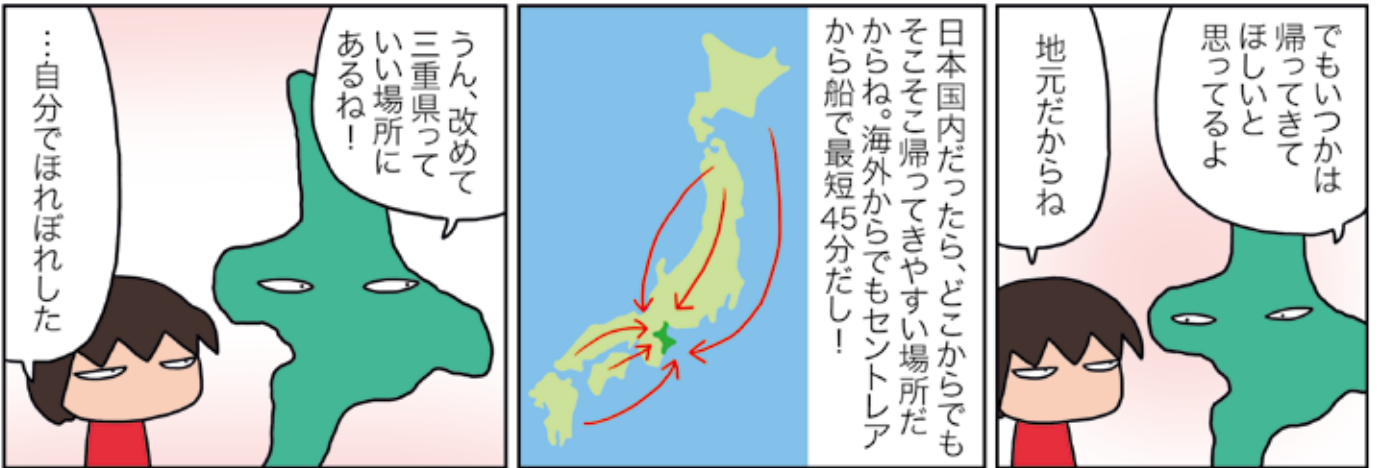 でもいつかは
帰ってきて
ほしいと
思ってるよ
地元だからね
日本国内だったら、どこからでも
そこそこ帰ってきやすい場所だ
からね。海外からでもセントレア
から船で最短45分だし!
うん、改めて
三重県って
いい場所に
あるね!
…自分でほれぼれした